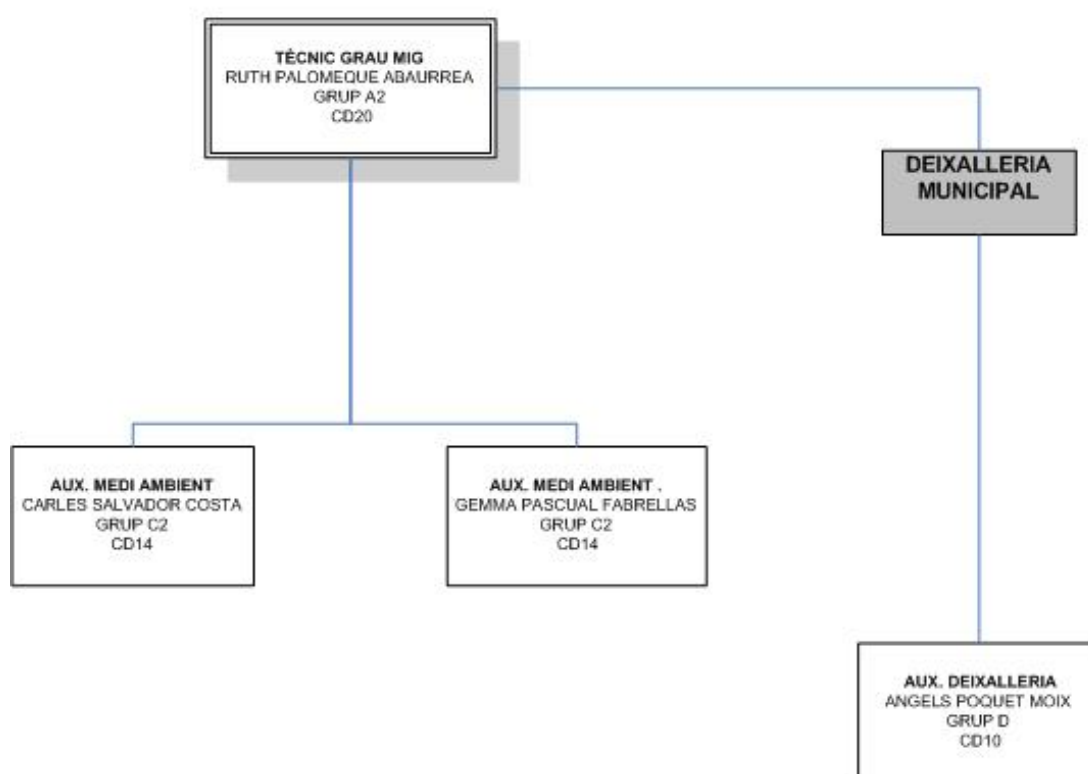 TÈCNIC GRAU MIG
RUTH PALOMEQUE ABAURREA
GRUP A2
CD20
DEIXALLERIA
MUNICIPAL
AUX. MEDI AMBIENT
CARLES SALVADOR COSTA
GRUP C2
CD14
AUX. MEDI AMBIENT .
GEMMA PASCUAL FABRELLAS
GRUP C2
CD14
AUX. DEIXALLERIA
ANGELS POQUET MOIX
GRUP D
CD10